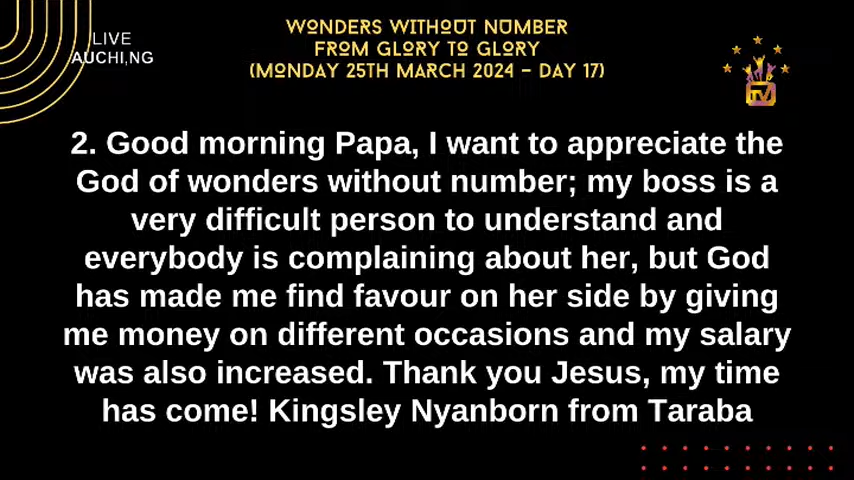 LIVE
AUCHI,NG
WONDERS WITHOUT NUMBER
FROM GLORY TO GLORY
(MONDAY 25TH MARCH 2024 – DAY 17)
TV
2. Good morning Papa, I want to appreciate the
God of wonders without number; my boss is a
very difficult person to understand and
everybody is complaining about her, but God
has made me find favour on her side by giving
me money on different occasions and my salary
was also increased. Thank you Jesus, my time
has come! Kingsley Nyanborn from Taraba